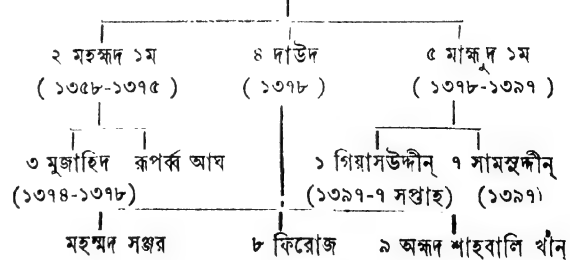 ২ মহম্মদ ১ম ৪ দাউদ ৫ মাহ্মুদ ১ম
( ১৩৫৮-১৩৭৫ ) ( ১৩৭৮ ) ( ১৩৭৮-১৩৯৭ )
৩ মুজাহিদ রূপর্ব্ব আঘ ১ গিয়াসউদ্দীন্ ৭ সামসুদ্দীন্
(১৩৭৪-১৩৭৮) (১৩৯৭-৭ সপ্তাহ) (১৩৯৭)
মহম্মদ সঞ্জর ৮ ফিরোজ ৯ অহ্মদ শাহবালি খাঁন্